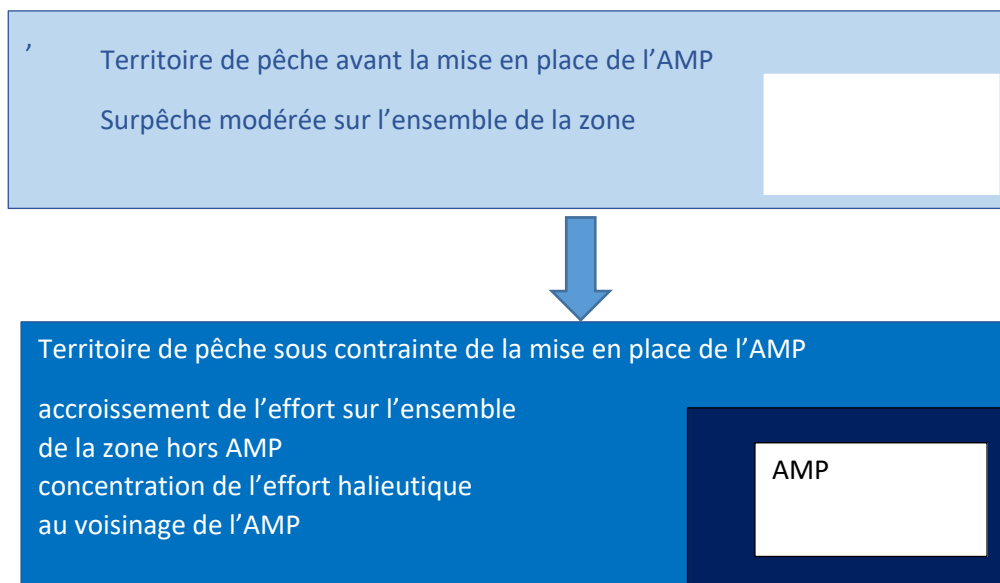 ,
Territoire de pêche avant la mise en place de l’AMP
Surpêche modérée sur l’ensemble de la zone
Territoire de pêche sous contrainte de la mise en place de l’AMP
accroissement de l’effort sur l’ensemble
de la zone hors AMP
concentration de l’effort halieutique
au voisinage de l’AMP
AMP